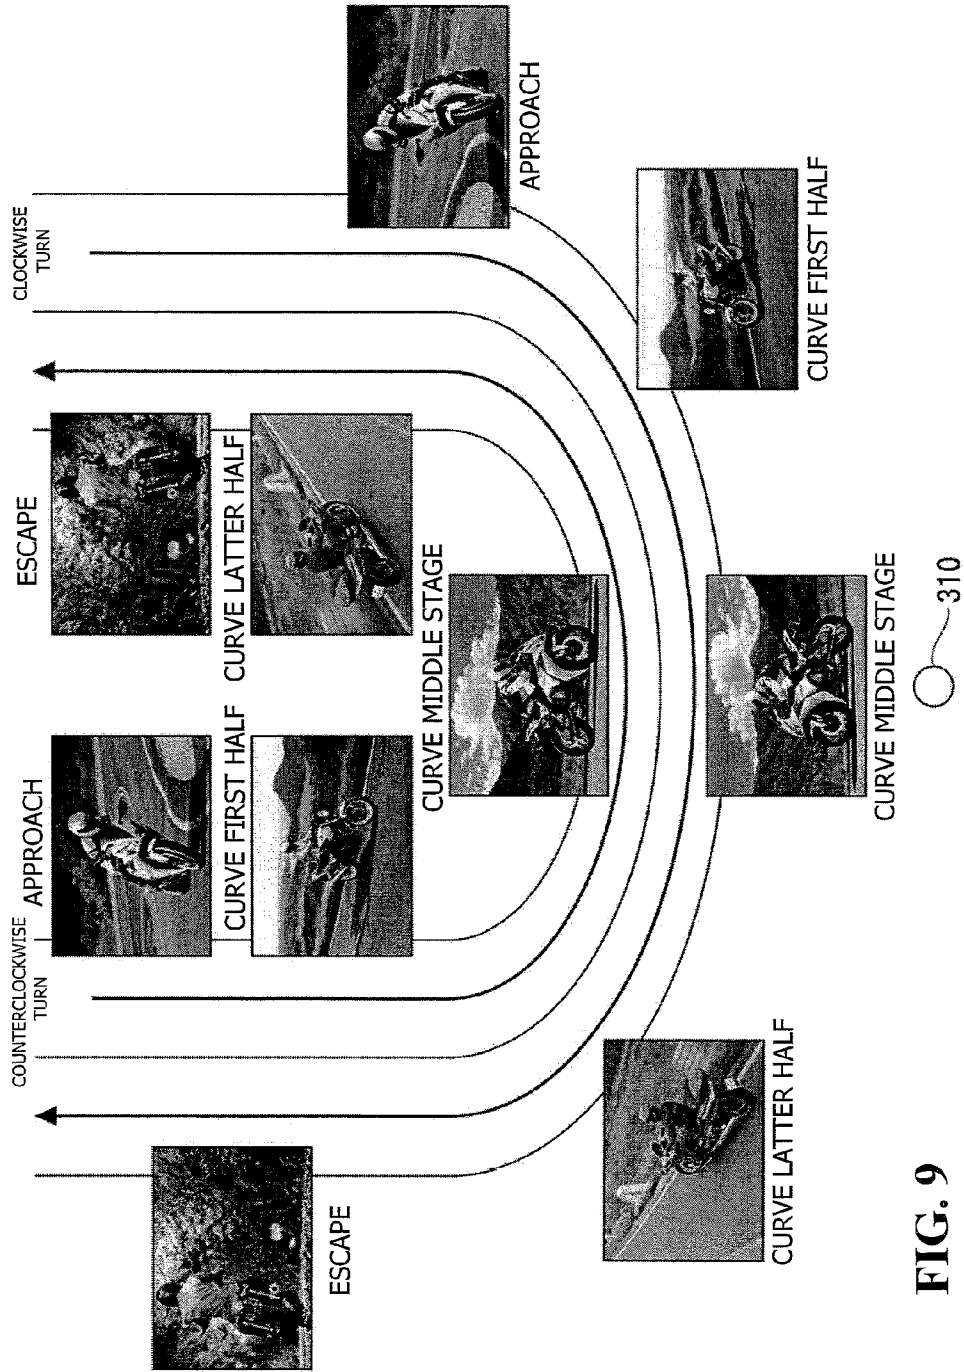 CLOCKWISE
TURN
APPROACH
ESCAPE
CURVE LATTER HALF
CURVE FIRST HALF
CURVE MIDDLE STAGE
APPROACH
CURVE FIRST HALF
CURVE MIDDLE STAGE
COUNTERCLOCKWISE
TURN
ESCAPE
CURVE LATTER HALF
310
FIG. 9